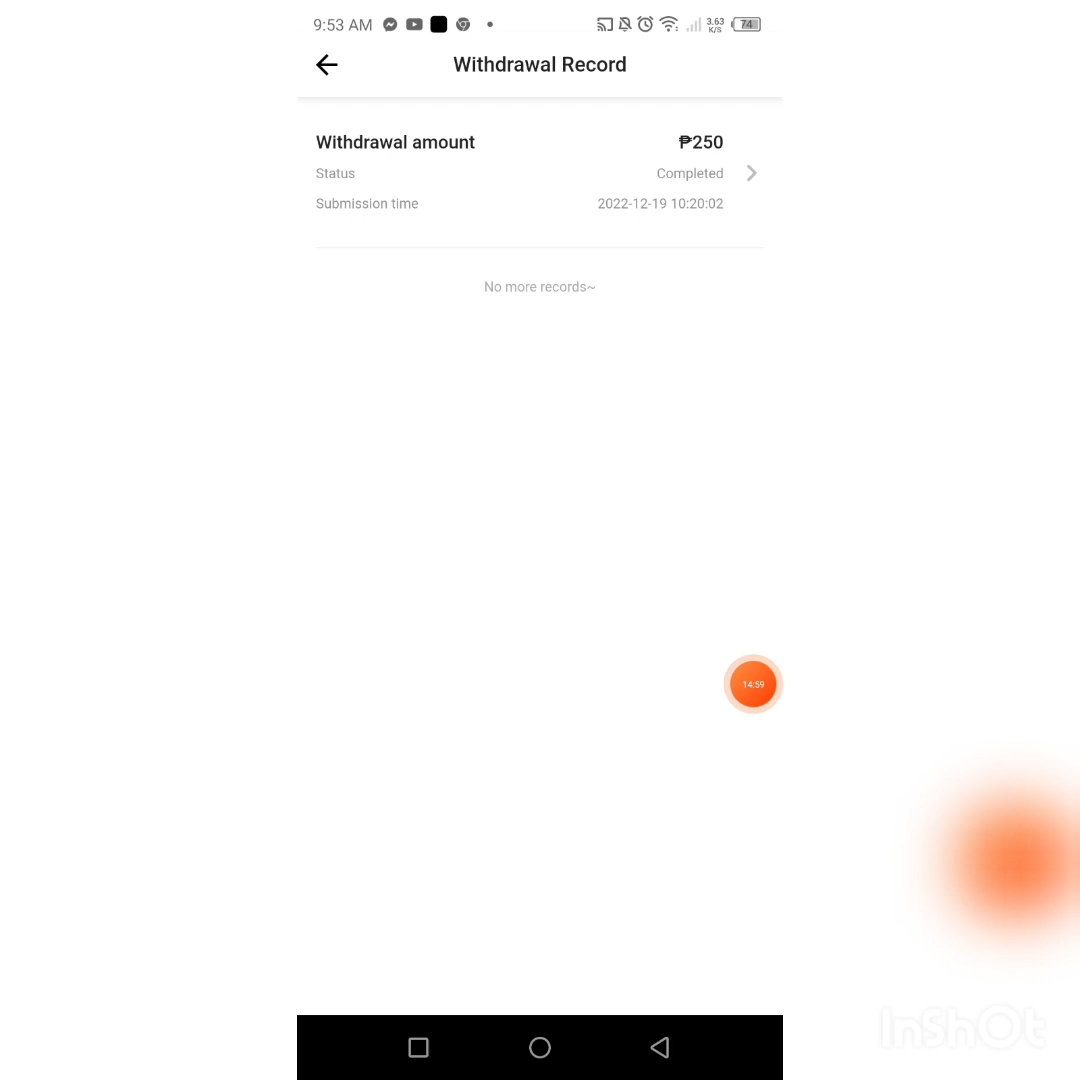 9:53 AM
3.63
K/S
74
Withdrawal Record
Withdrawal amount ₱250
Status Completed
Submission time 2022-12-19 10:20:02
No more records~
14:59
InShOt